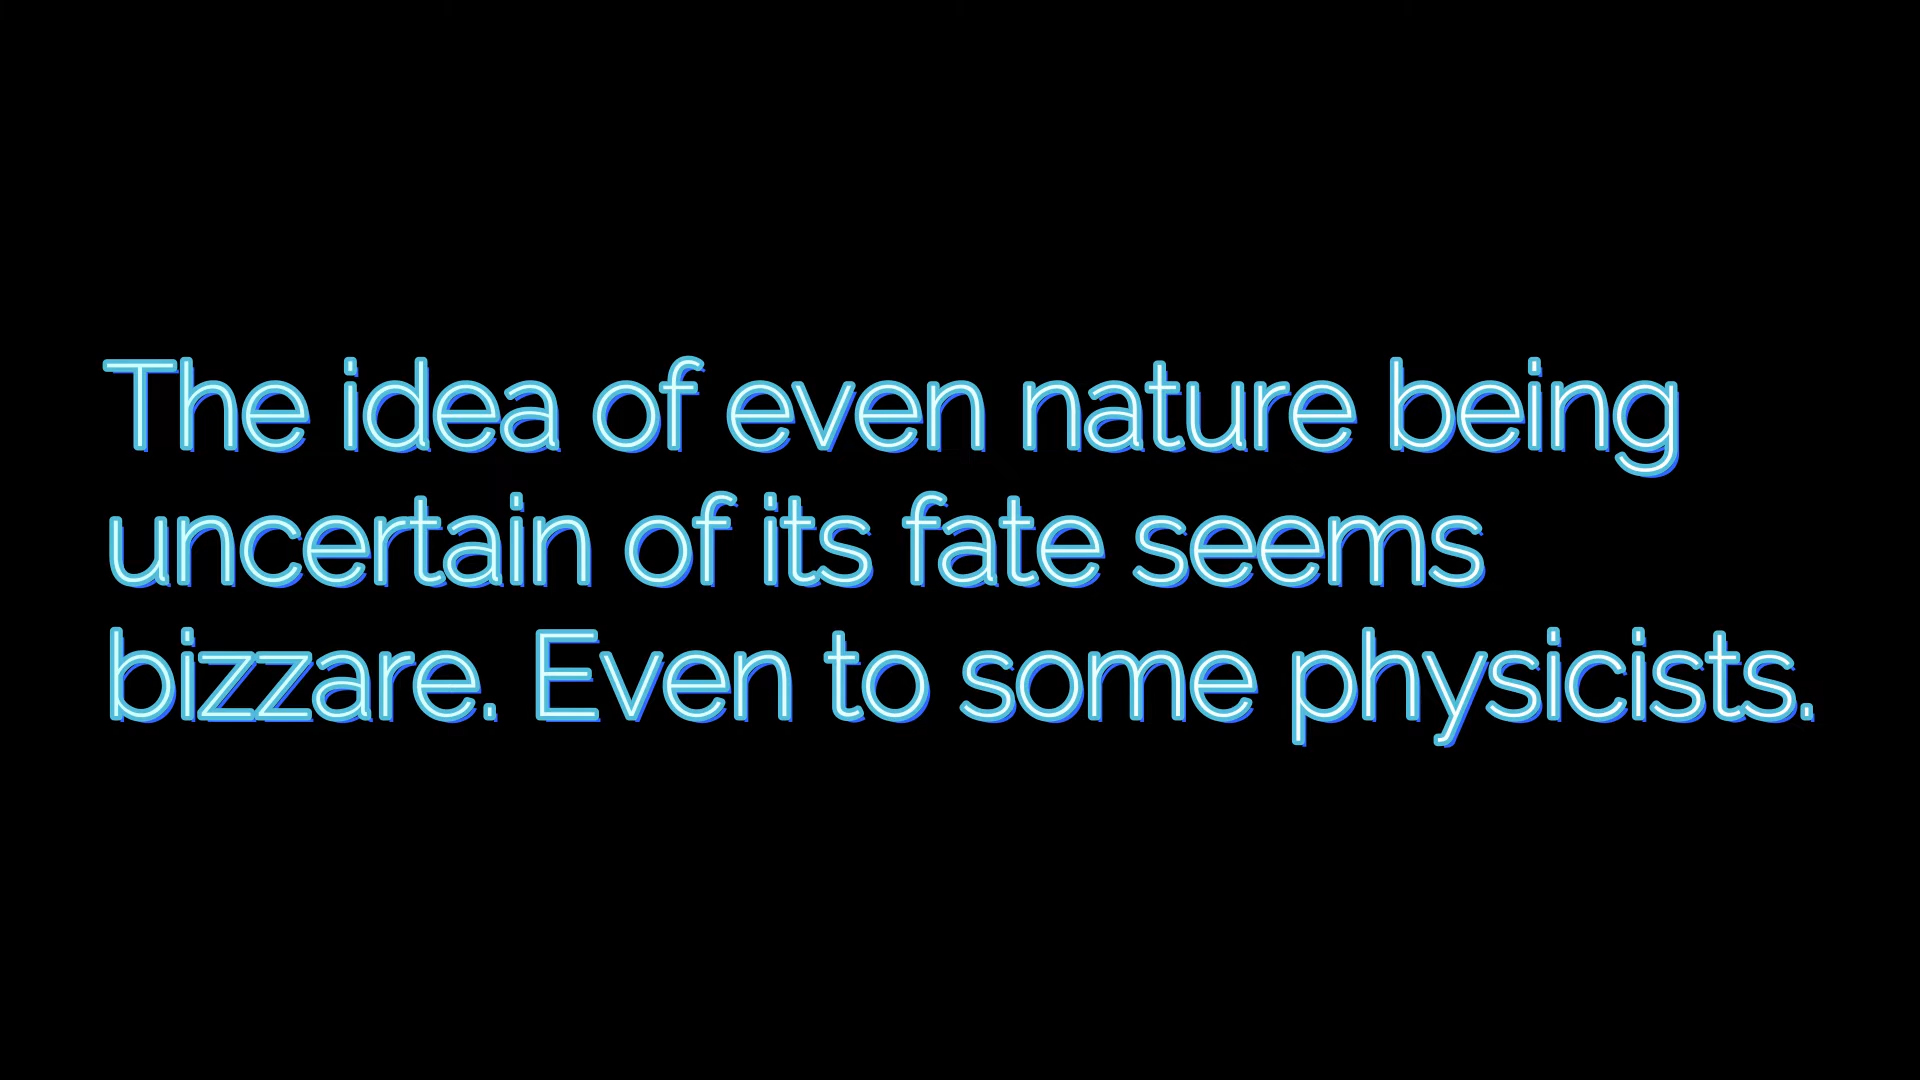 The idea of even nature being
uncertain of its fate seems
bizzare. Even to some physicists.